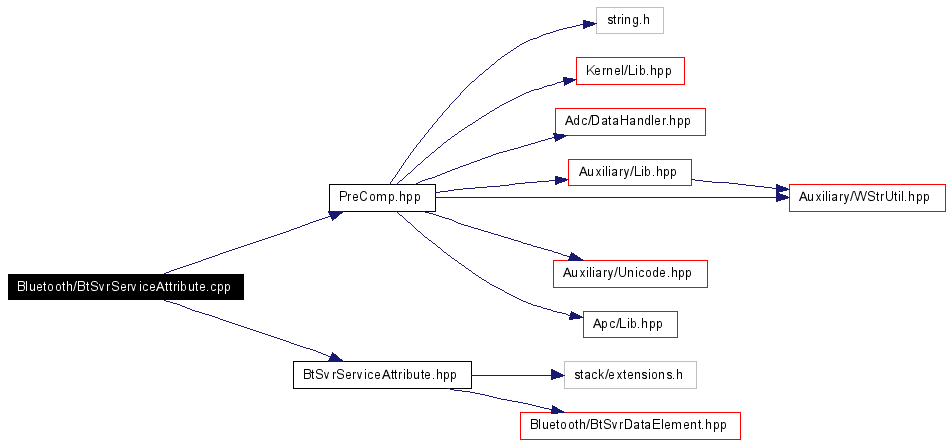 string.h
Kernel/Lib.hpp
Adc/DataHandler.hpp
Auxiliary/Lib.hpp
PreComp.hpp
Auxiliary/WStrUtil.hpp
Auxiliary/Unicode.hpp
Bluetooth/BtSvrServiceAttribute.cpp
Apc/Lib.hpp
BtSvrServiceAttribute.hpp
stack/extensions.h
Bluetooth/BtSvrDataElement.hpp